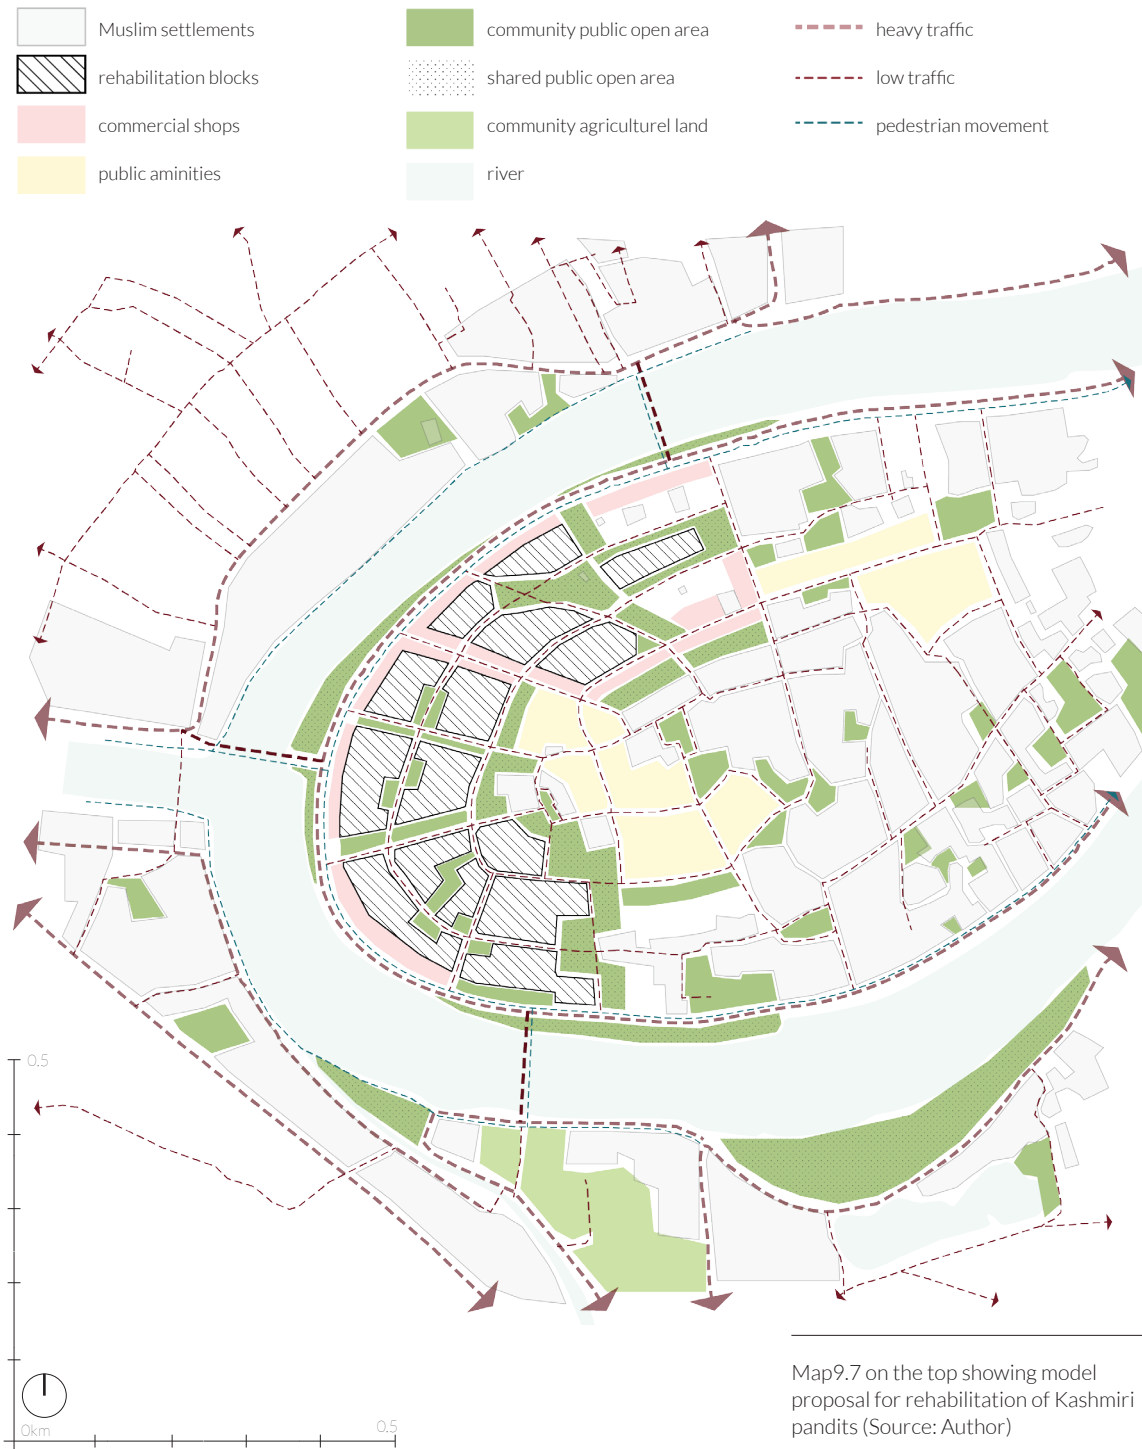 Muslim settlements
rehabilitation blocks
commercial shops
public aminities
community public open area
shared public open area
community agriculturel land
river
heavy traffic
low traffic
pedestrian movement
0.5
0km
0.5
Map9.7 on the top showing model
proposal for rehabilitation of Kashmiri
pandits (Source: Author)